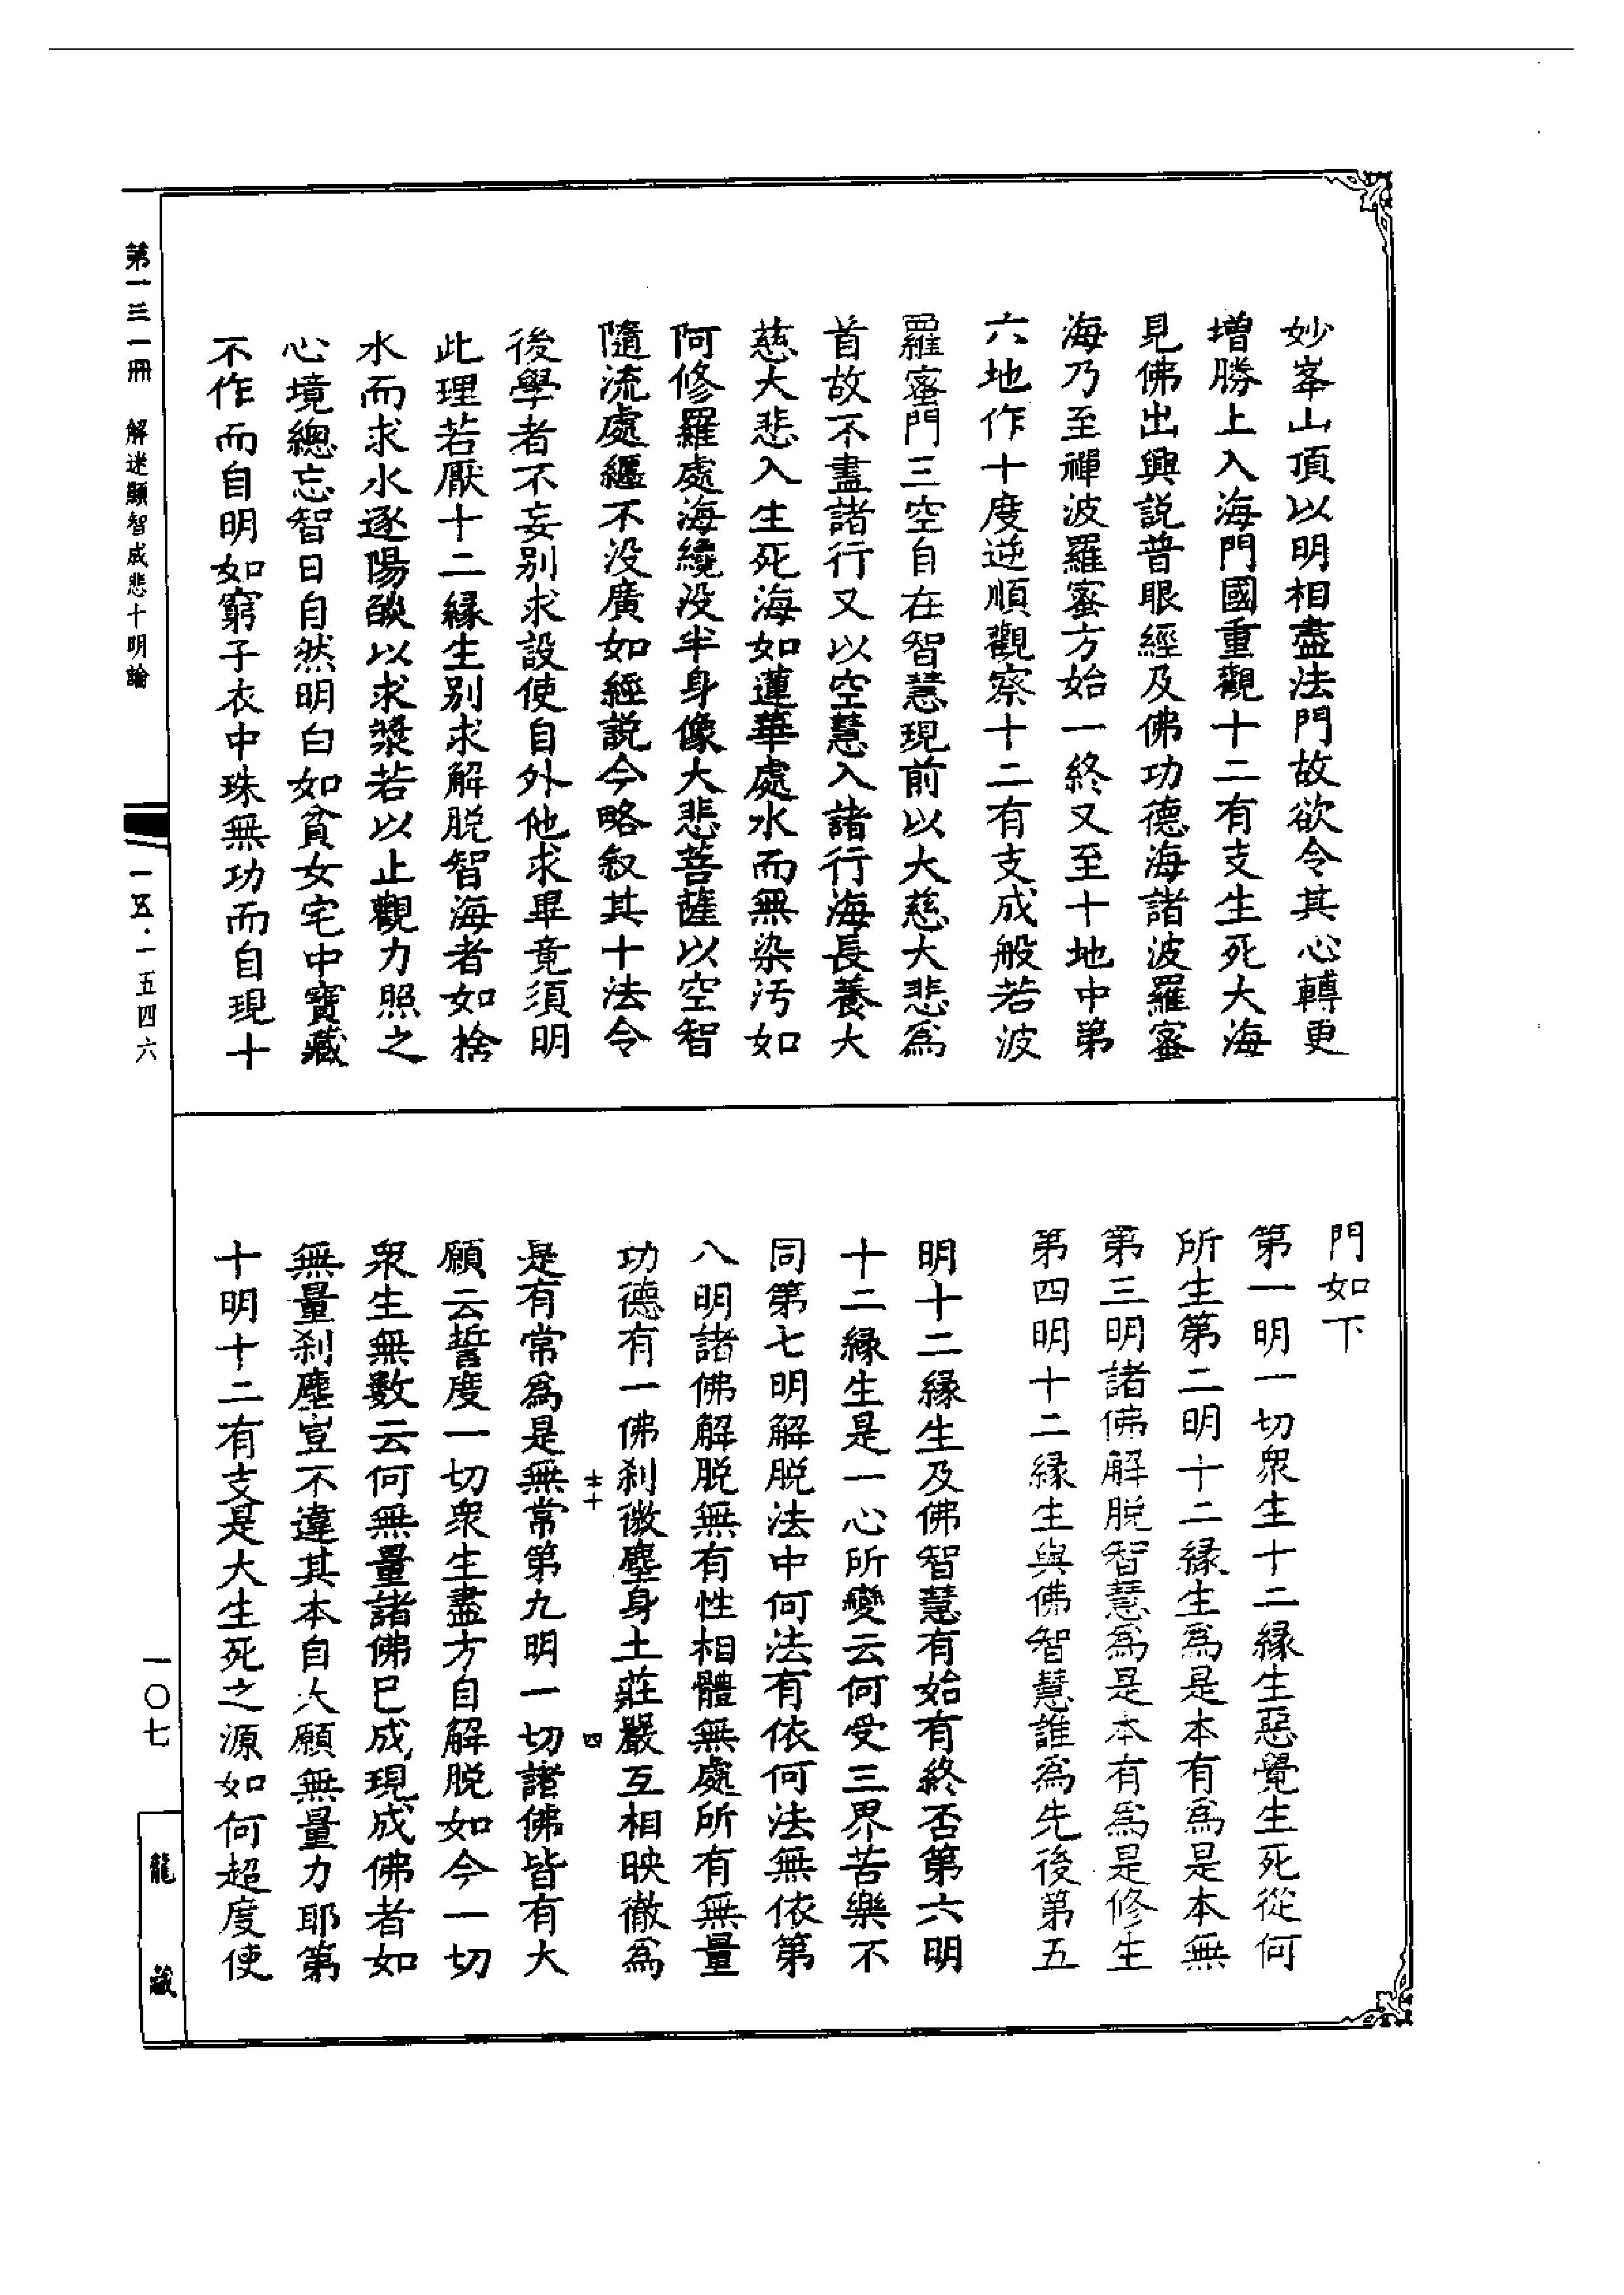 妙峯山頂以明相盡法門故欲令其心轉更
增勝上入海門國重觀十二有支生死大海
見佛出興説普眼經及佛功德海諸波羅蜜
海乃至禪波羅蜜方始一終又至十地中第
六地作十度逆順觀察十二有支成般若波
羅蜜門三空自在智慧現前以大慈大悲爲
首故不盡諸行又以空慧入諸行海長養大
慈大悲入生死海如蓮華處水而無染汚如
阿修羅處海繞没半身像大悲菩薩以空智
隨流處纏不没廣如經説今略叙其十法令
後學者不妄别求設使自外他求畢竟須明
此理若厭十二緣生别求解脱智海者如捨
水而求水逐陽𦦨以求漿若以止觀力照之
心境總忘智日自然明白如貧女宅中寶藏
不作而自明如窮子衣中珠無功而自現十
門如下
第一明一切衆生十二緣生惡覺生死從何
所生第二明十二緣生爲是本有爲是本無
第三明諸佛解脱智慧爲是本有爲是修生
第四明十二緣生與佛智慧誰爲先後第五
明十二緣生及佛智慧有始有終否第六明
十二緣生是一心所變云何受三界苦樂不
同第七明解脱法中何法有依何法無依第
八明諸佛解脱無有性相體無處所有無量
功德有一佛刹微塵身土莊嚴互相映徹爲
是有常爲是無常第九明一切諸佛皆有大
願云誓度一切衆生盡方自解脱如今一切
衆生無數云何無量諸佛已成現成佛者如
無量刹塵豈不違其本自大願無量力耶第
十明十二有支是大生死之源如何超度使
第一三一冊 解迷顯智成悲十明論
一五·一五四六
一〇七
龍藏
四